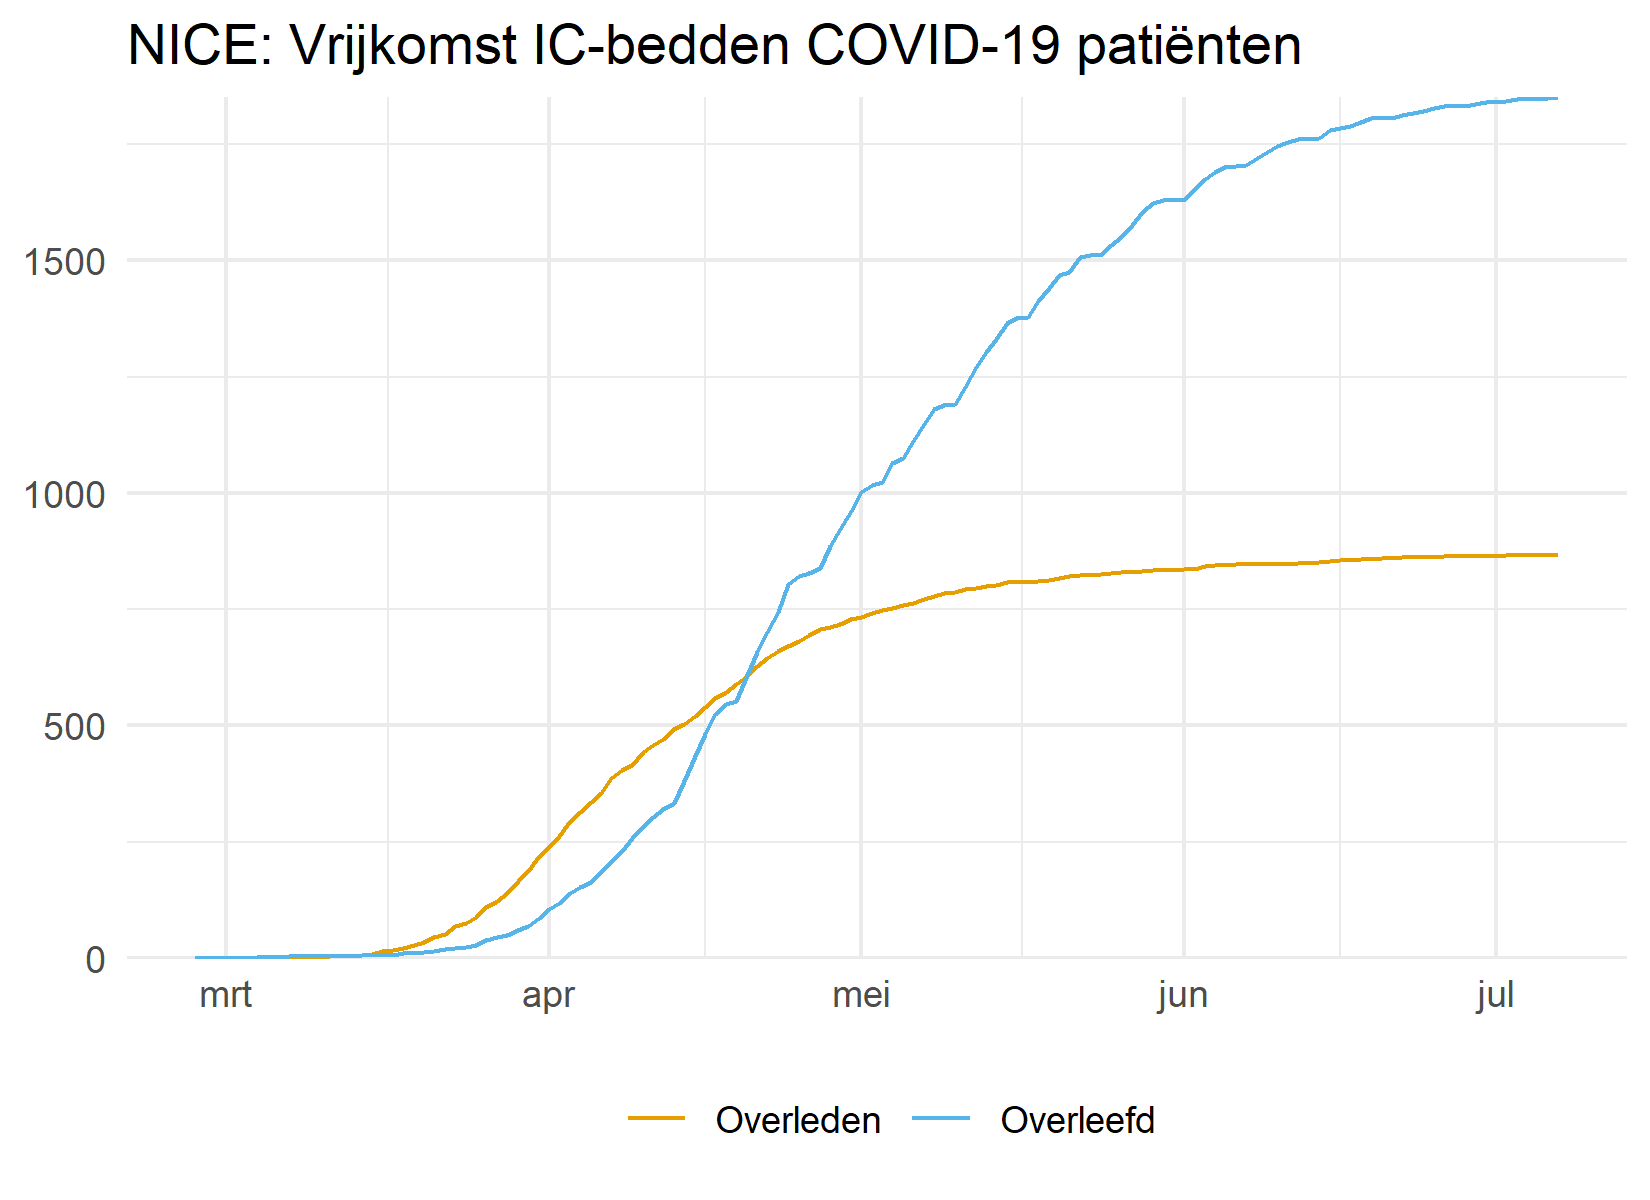 NICE: Vrijkomst IC-bedden COVID-19 patiënten
1500
1000
500
0
mrt apr mei jun jul
Overleden Overleefd